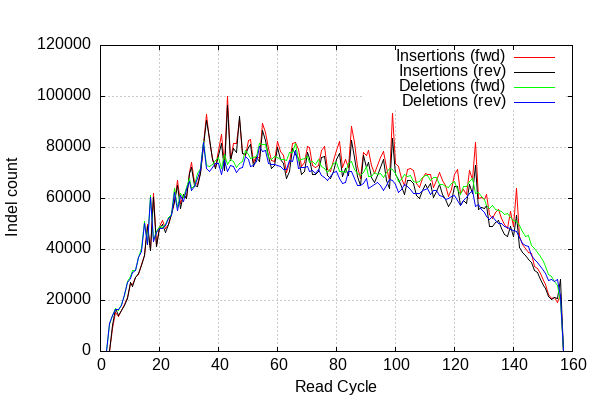 120000
100000
80000
60000
40000
20000
0
Indel count
Insertions (fwd)
Insertions (rev)
Deletions (fwd)
Deletions (rev)
0 20 40 60 80 100 120 140 160
Read Cycle